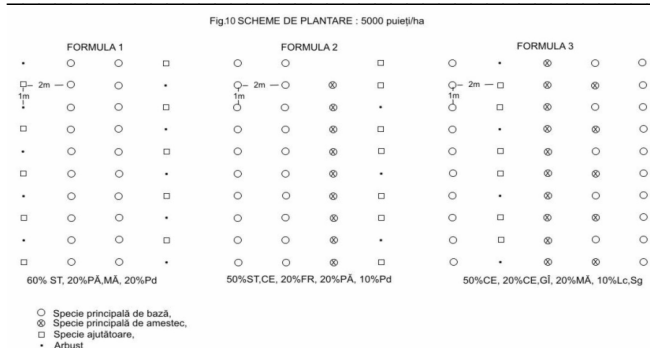 Fig.10 SCHEME DE PLANTARE : 5000 puieți/ha
FORMULA 1
FORMULA 2
FORMULA 3
2m
1m
2m
1m
2m
1m
60% ST, 20%PĂ,MĂ, 20%Pd
50%ST,CE, 20%FR, 20%PĂ, 10%Pd
50%CE, 20%CE,GÎ, 20%MĂ, 10%Lc,Sg
Specie principală de bază,
Specie principală de amestec,
Specie ajutătoare,
Arbust